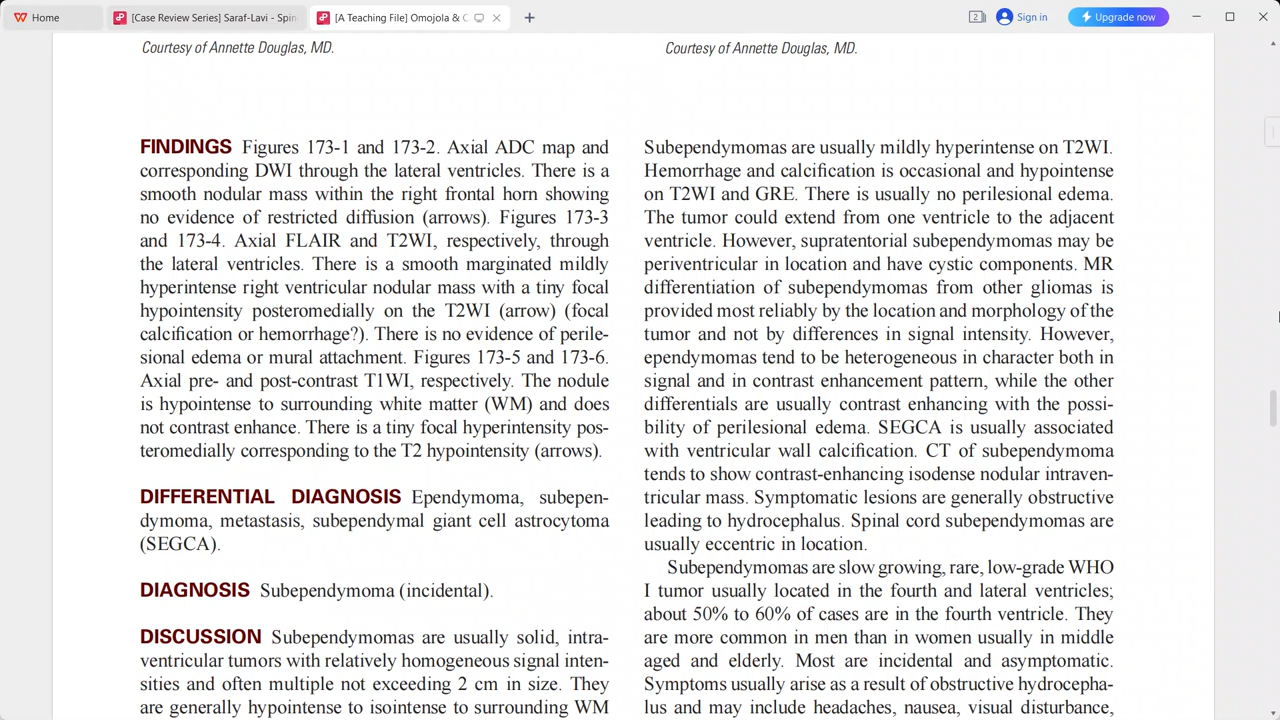 Home
[Case Review Series] Saraf-Lavi - Spin
[A Teaching File] Omojola & C
2
Sign in
Upgrade now
Courtesy of Annette Douglas, MD.
Courtesy of Annette Douglas, MD.
FINDINGS Figures 173-1 and 173-2. Axial ADC map and
corresponding DWI through the lateral ventricles. There is a
smooth nodular mass within the right frontal horn showing
no evidence of restricted diffusion (arrows). Figures 173-3
and 173-4. Axial FLAIR and T2WI, respectively, through
the lateral ventricles. There is a smooth marginated mildly
hyperintense right ventricular nodular mass with a tiny focal
hypointensity posteromedially on the T2WI (arrow) (focal
calcification or hemorrhage?). There is no evidence of perile-
sional edema or mural attachment. Figures 173-5 and 173-6.
Axial pre- and post-contrast T1WI, respectively. The nodule
is hypointense to surrounding white matter (WM) and does
not contrast enhance. There is a tiny focal hyperintensity pos-
teromedially corresponding to the T2 hypointensity (arrows).
DIFFERENTIAL DIAGNOSIS Ependymoma, subepen-
dymoma, metastasis, subependymal giant cell astrocytoma
(SEGCA).
DIAGNOSIS Subependymoma (incidental).
DISCUSSION Subependymomas are usually solid, intra-
ventricular tumors with relatively homogeneous signal inten-
sities and often multiple not exceeding 2 cm in size. They
are generally hypointense to isointense to surrounding WM
Subependymomas are usually mildly hyperintense on T2WI.
Hemorrhage and calcification is occasional and hypointense
on T2WI and GRE. There is usually no perilesional edema.
The tumor could extend from one ventricle to the adjacent
ventricle. However, supratentorial subependymomas may be
periventricular in location and have cystic components. MR
differentiation of subependymomas from other gliomas is
provided most reliably by the location and morphology of the
tumor and not by differences in signal intensity. However,
ependymomas tend to be heterogeneous in character both in
signal and in contrast enhancement pattern, while the other
differentials are usually contrast enhancing with the possi-
bility of perilesional edema. SEGCA is usually associated
with ventricular wall calcification. CT of subependymoma
tends to show contrast-enhancing isodense nodular intraven-
tricular mass. Symptomatic lesions are generally obstructive
leading to hydrocephalus. Spinal cord subependymomas are
usually eccentric in location.
Subependymomas are slow growing, rare, low-grade WHO
I tumor usually located in the fourth and lateral ventricles;
about 50% to 60% of cases are in the fourth ventricle. They
are more common in men than in women usually in middle
aged and elderly. Most are incidental and asymptomatic.
Symptoms usually arise as a result of obstructive hydrocepha-
lus and may include headaches, nausea, visual disturbance,